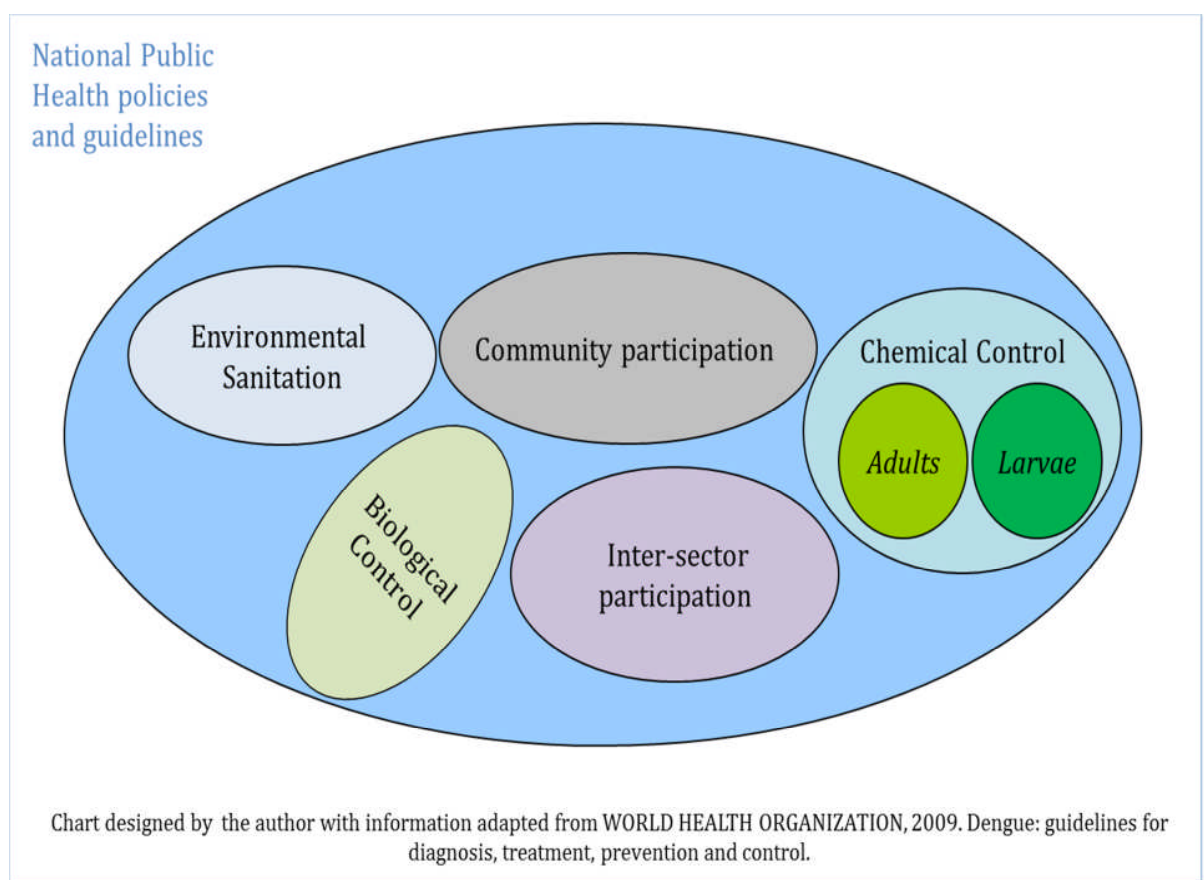 National Public
Health policies
and guidelines
Environmental
Sanitation
Community participation
Chemical Control
Adults
Larvae
Biological
Control
Inter-sector
participation
Chart designed by the author with information adapted from WORLD HEALTH ORGANIZATION, 2009. Dengue: guidelines for
diagnosis, treatment, prevention and control.